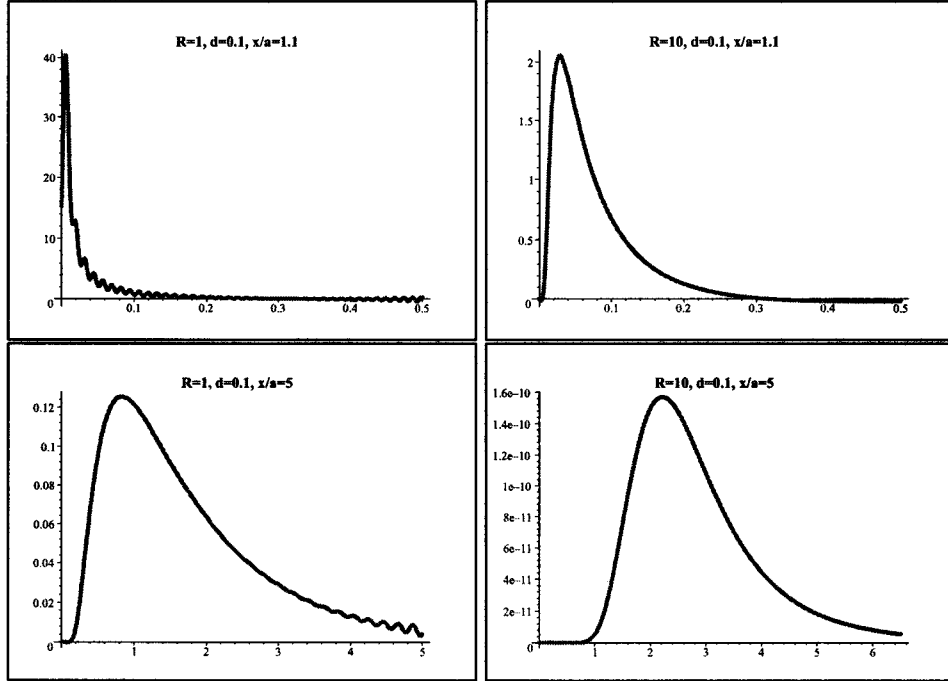 R=1, d=0.1, x/a=1.1
40
30
20
10
0
0.1 0.2 0.3 0.4 0.5
R=10, d=0.1, x/a=1.1
2
1.5
1
0.5
0
0.1 0.2 0.3 0.4 0.5
R=1, d=0.1, x/a=5
0.12
0.1
0.08
0.06
0.04
0.02
0
1 2 3 4 5
R=10, d=0.1, x/a=5
1.6e-10
1.4e-10
1.2e-10
1e-10
8e-11
6e-11
4e-11
2e-11
0
1 2 3 4 5 6